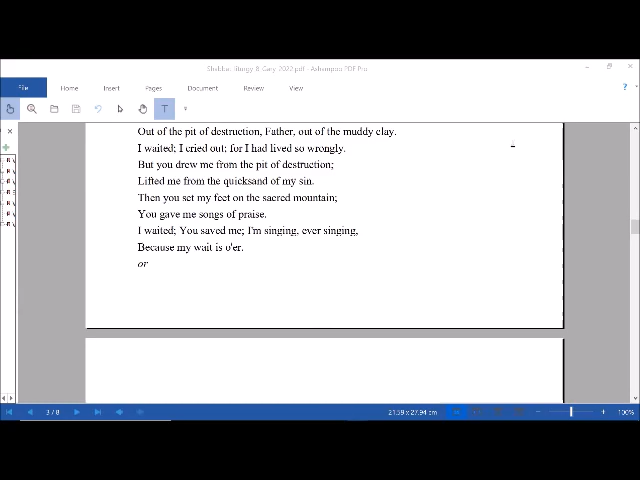 Shabbat_liturgy_8_Gary_2022.pdf - Ashampoo PDF Pro
File Home Insert Pages Document Review View
Out of the pit of destruction, Father, out of the muddy clay.
I waited; I cried out; for I had lived so wrongly.
But you drew me from the pit of destruction;
Lifted me from the quicksand of my sin.
Then you set my feet on the sacred mountain;
You gave me songs of praise.
I waited; You saved me; I'm singing, ever singing,
Because my wait is o'er.
or
3 / 8 21.59 x 27.94 cm 100%